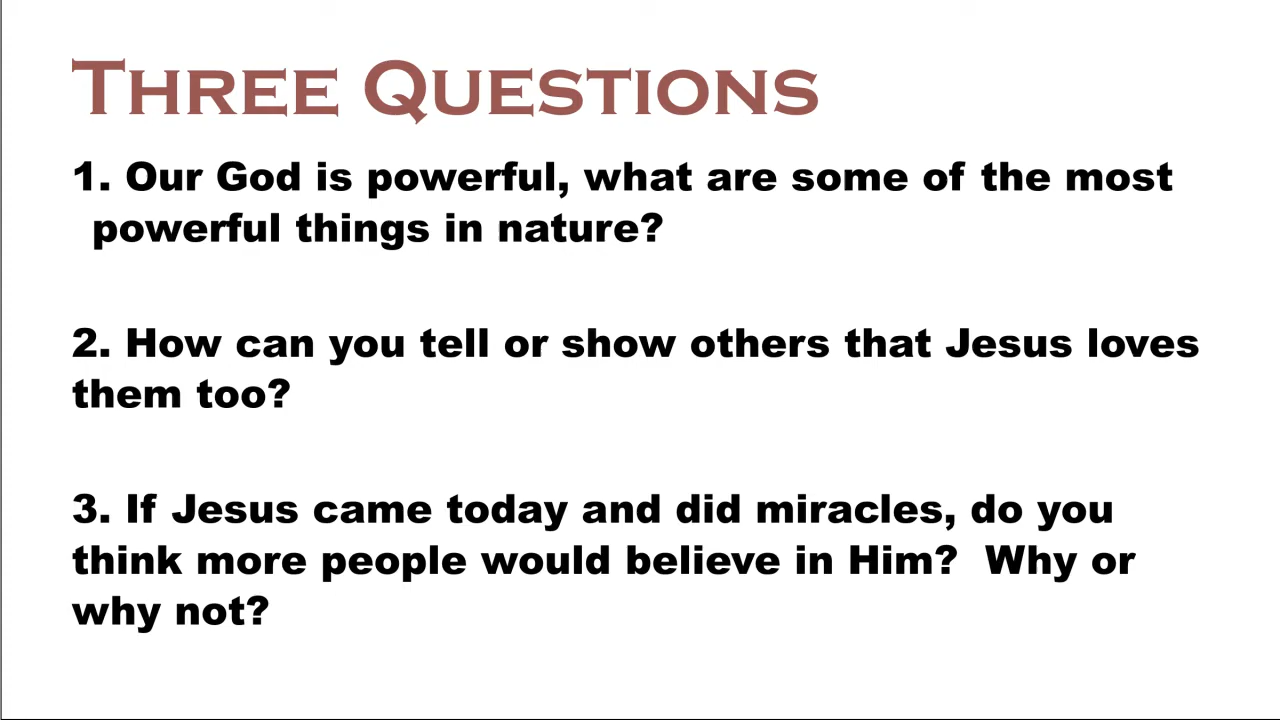 Three Questions
1. Our God is powerful, what are some of the most
powerful things in nature?
2. How can you tell or show others that Jesus loves
them too?
3. If Jesus came today and did miracles, do you
think more people would believe in Him?  Why or
why not?